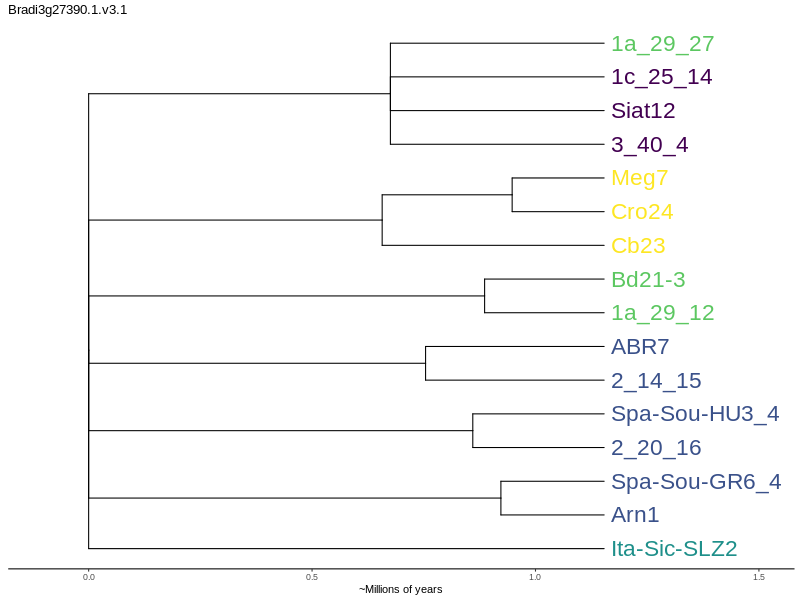 Bradi3g27390.1.v3.1
1a_29_27
1c_25_14
Siat12
3_40_4
Meg7
Cro24
Cb23
Bd21-3
1a_29_12
ABR7
2_14_15
Spa-Sou-HU3_4
2_20_16
Spa-Sou-GR6_4
Arn1
Ita-Sic-SLZ2
0.0 0.5 1.0 1.5
~Millions of years